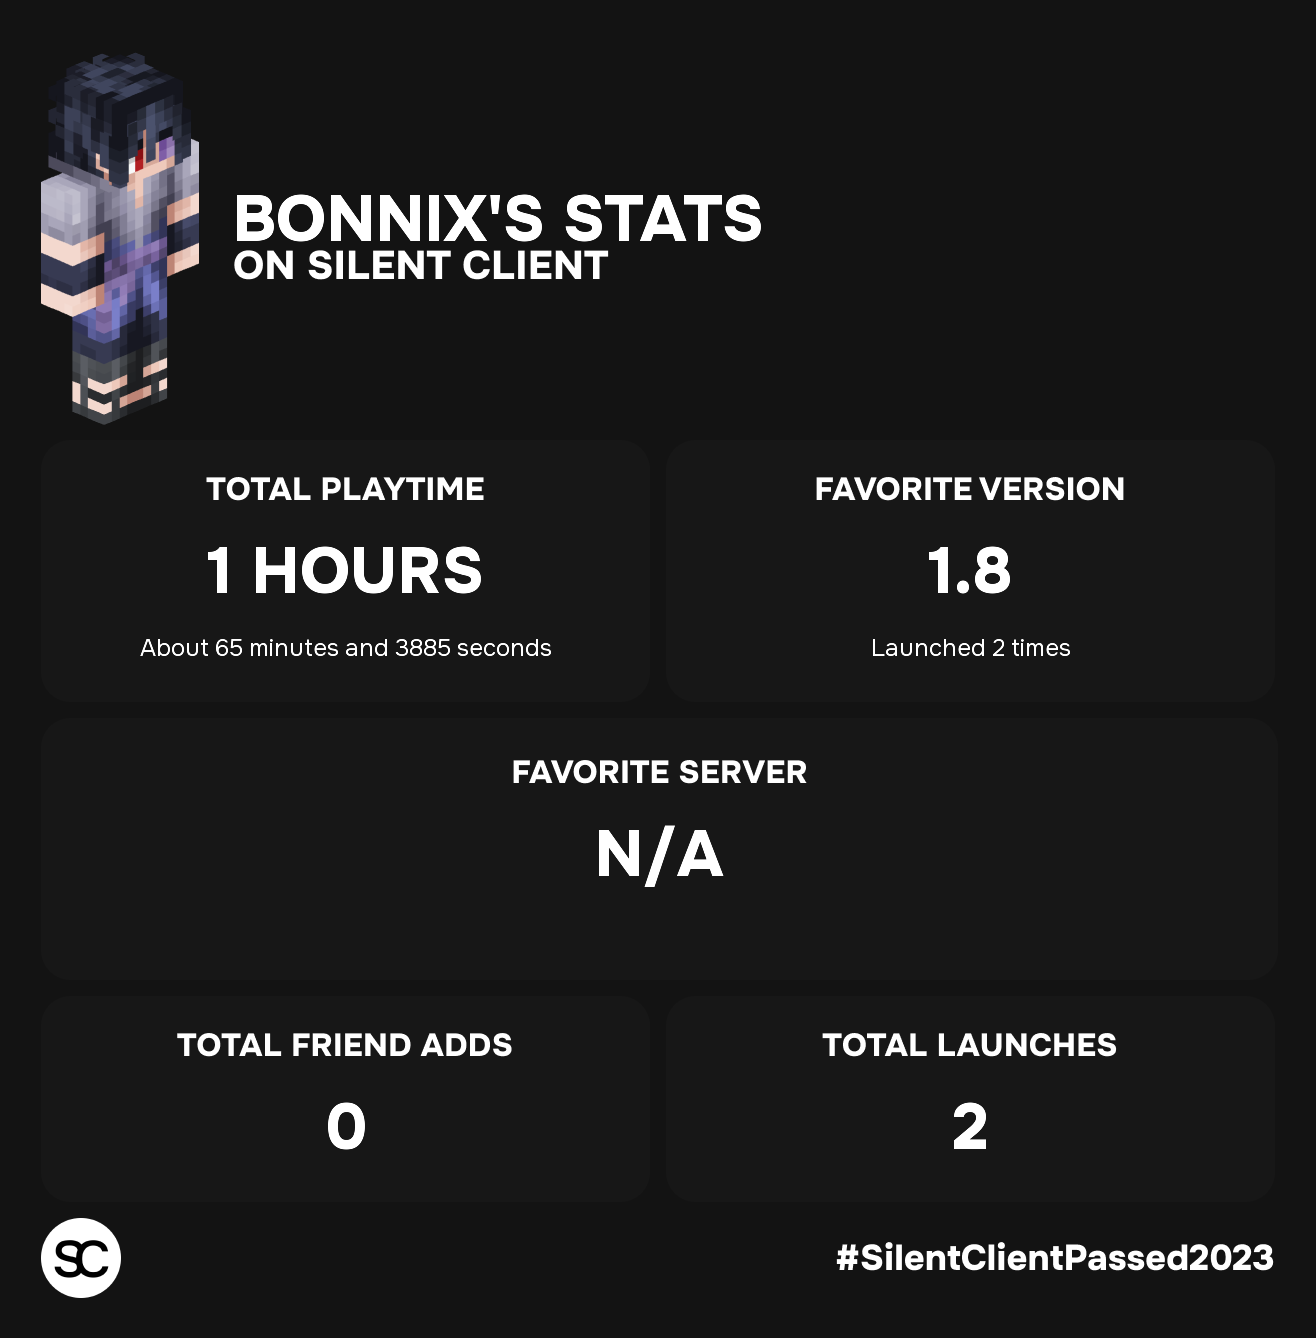 BONNIX'S STATS
ON SILENT CLIENT
TOTAL PLAYTIME
1 HOURS
About 65 minutes and 3885 seconds
FAVORITE VERSION
1.8
Launched 2 times
FAVORITE SERVER
N/A
TOTAL FRIEND ADDS
0
TOTAL LAUNCHES
2
SC
#SilentClientPassed2023